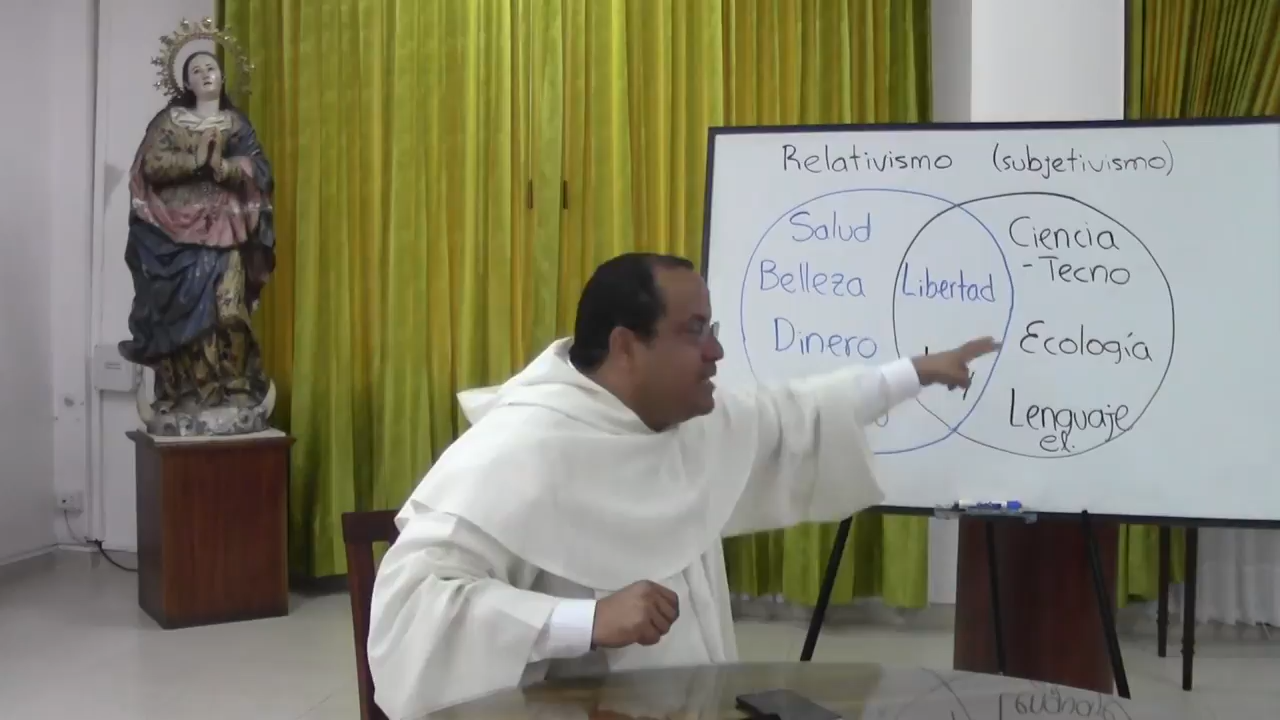 Relativismo (subjetivismo)
Salud
Belleza
Dinero
Libertad
Ciencia
-Tecno
Ecología
Lenguaje
el.